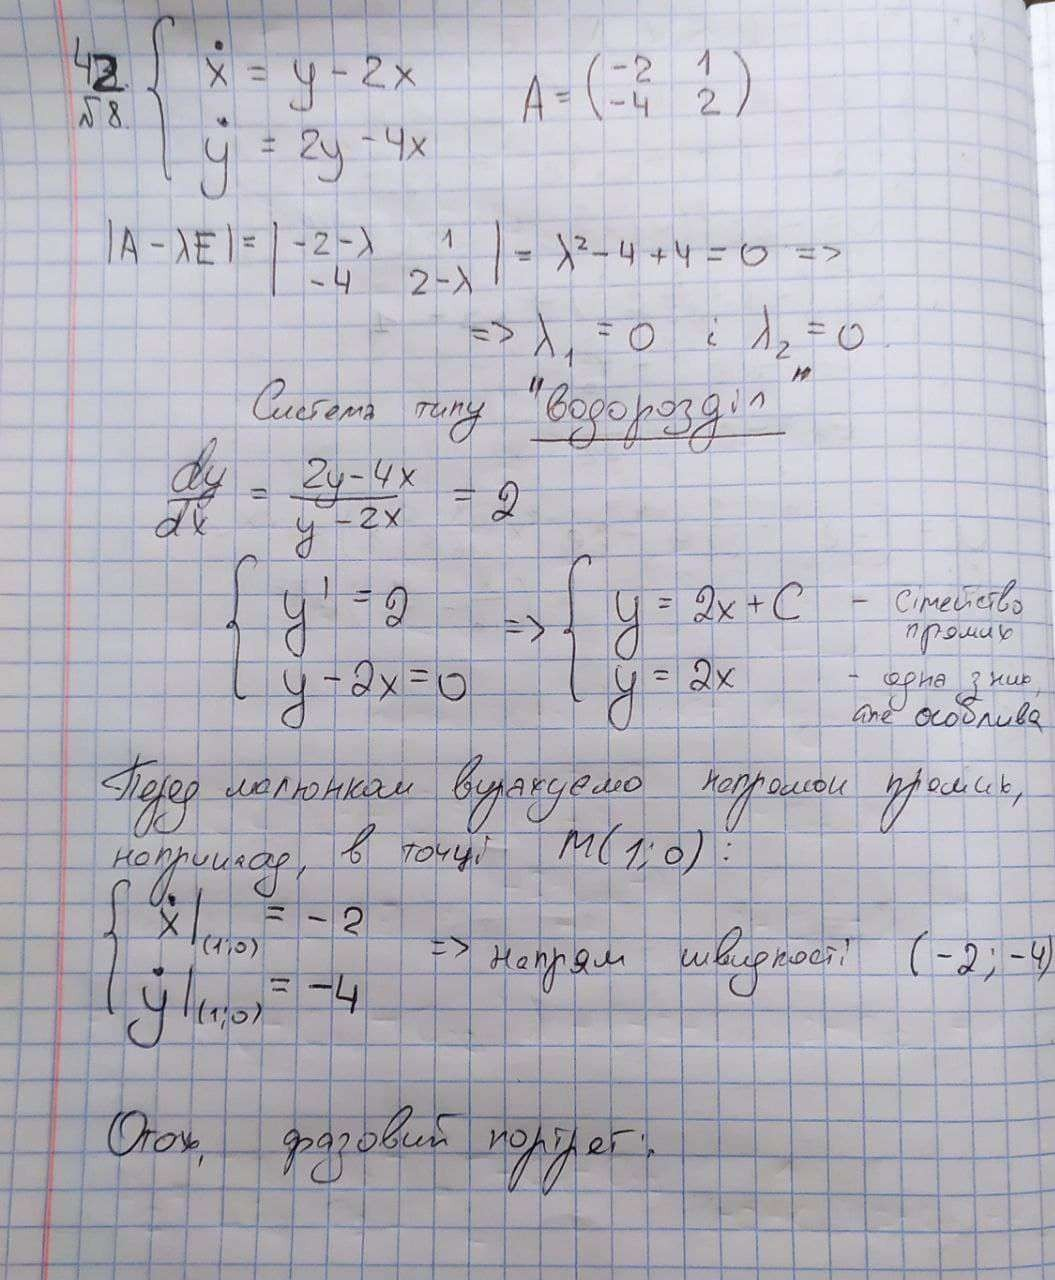 42.
№8.
{ ẋ = y - 2x
ẏ = 2y - 4x
A = (-2 1
-4 2)
|A - λE| = |-2-λ 1
-4 2-λ| = λ² - 4 + 4 = 0 =>
=> λ₁ = 0 і λ₂ = 0
Система типу "вододрозділ"
dy/dx = (2y-4x)/(y-2x) = 2
{ y' = 2
y - 2x = 0
=> { y = 2x + C - сімейство прямих
y = 2x - одна з них, але особлива
Перед малюнком вирахуємо напрямок прямих,
наприклад, в точці M(1;0):
{ ẋ|(1;0) = -2
ẏ|(1;0) = -4
=> напрям швидкості (-2; -4)
Отож, фазовий портрет: